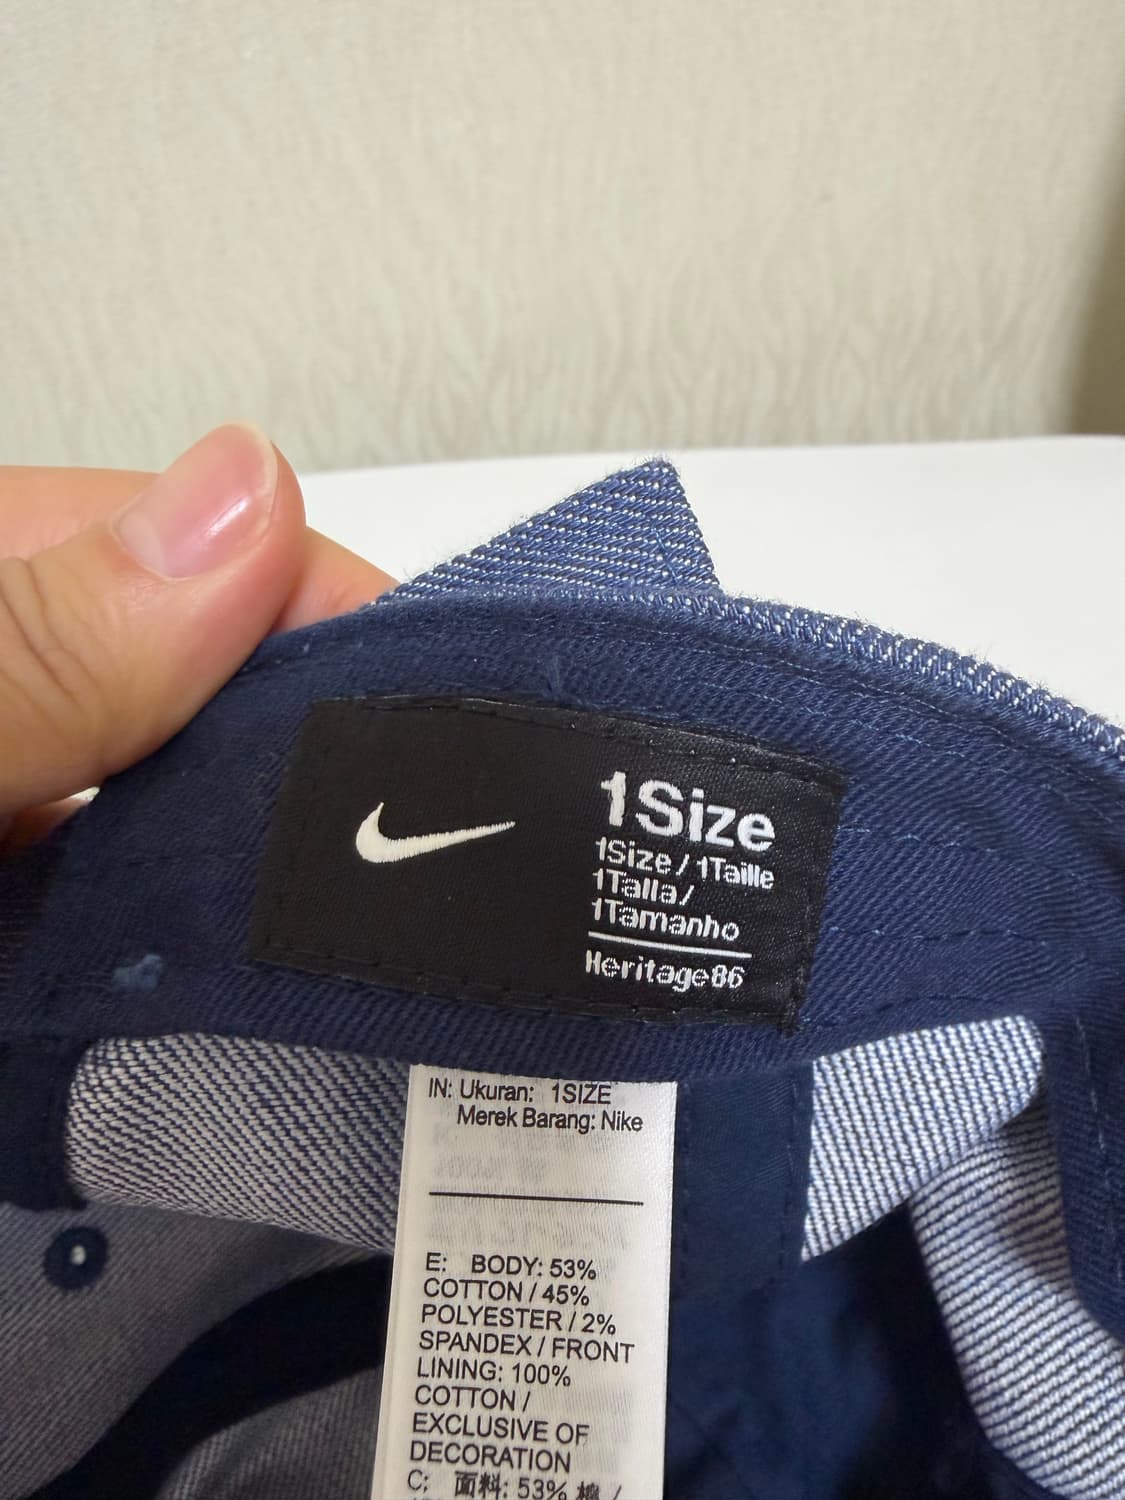 1Size
1Size / 1Taille
1Talla/
1Tamanho
Heritage86
IN: Ukuran: 1SIZE
Merek Barang: Nike
E: BODY: 53%
COTTON / 45%
POLYESTER / 2%
SPANDEX / FRONT
LINING: 100%
COTTON /
EXCLUSIVE OF
DECORATION
C: 面料: 53% 棉 /